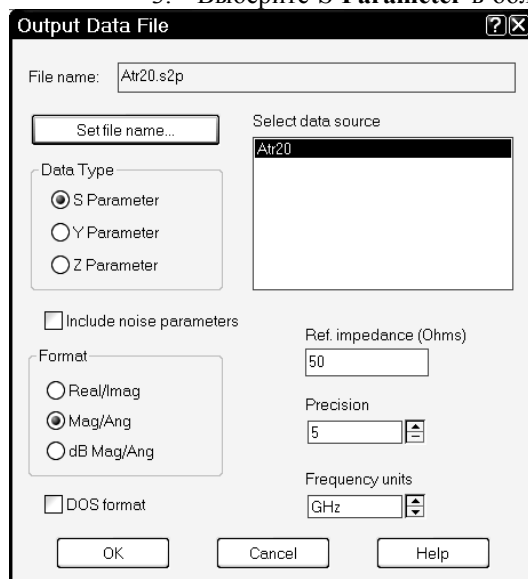 Выберите S Parameter в
Output Data File
File name: Atr20.s2p
Set file name...
Select data source
Atr20
Data Type
S Parameter
Y Parameter
Z Parameter
Include noise parameters
Ref. impedance (Ohms)
50
Format
Real/Imag
Mag/Ang
dB Mag/Ang
Precision
5
Frequency units
GHz
DOS format
OK Cancel Help